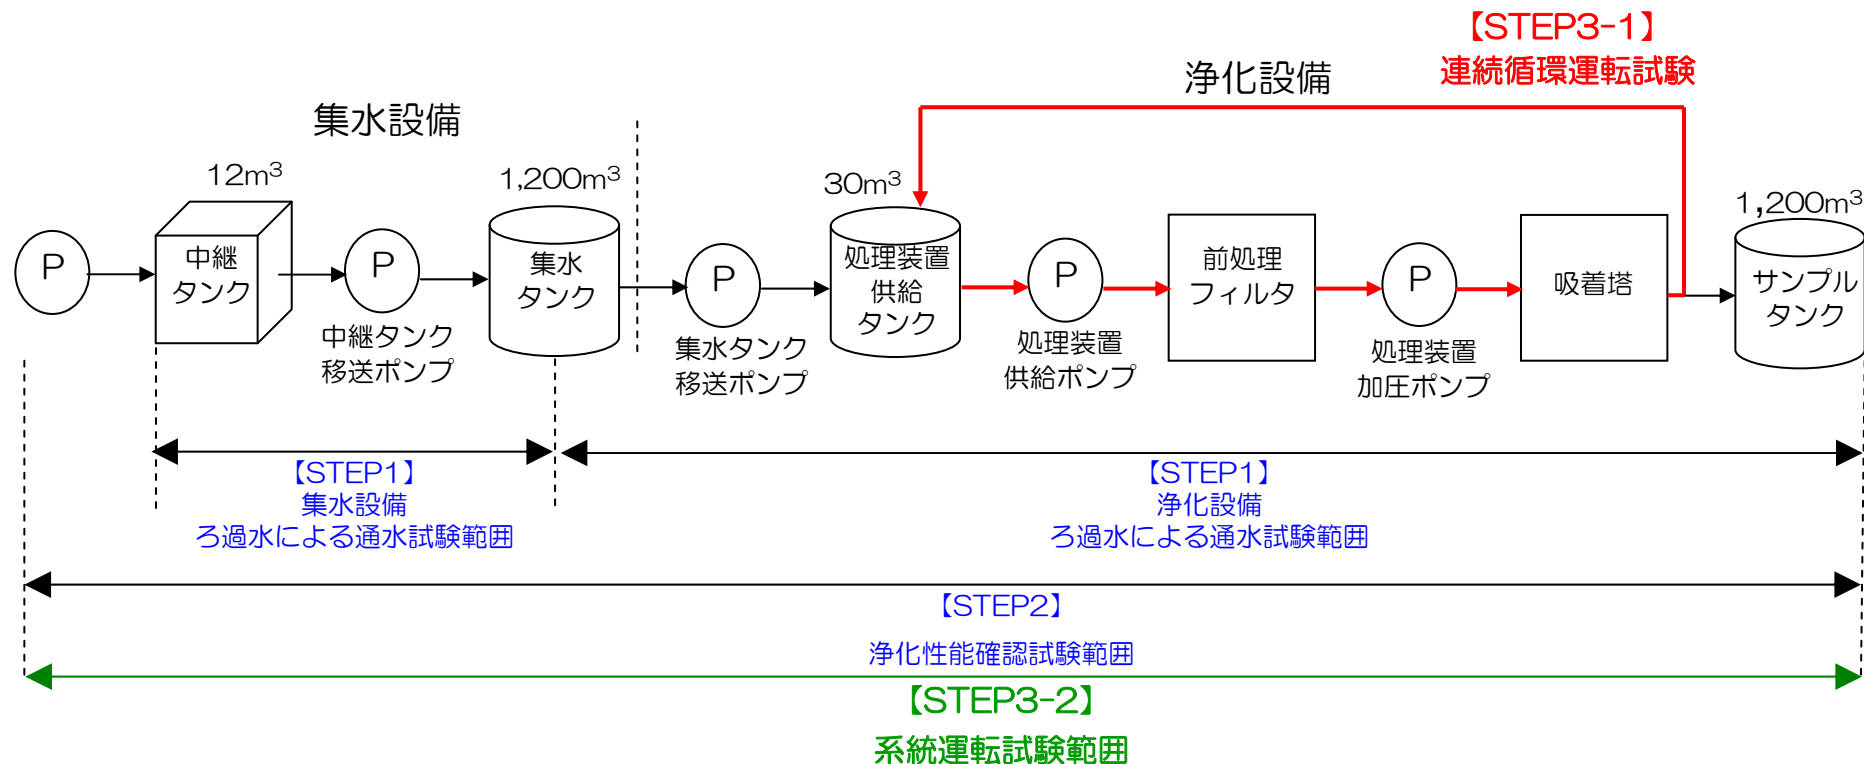 【STEP3-1】
連続循環運転試験
浄化設備
集水設備
12m³
1,200m³
30m³
1,200m³
P
中継
タンク
P
中継タンク
移送ポンプ
集水
タンク
P
集水タンク
移送ポンプ
処理装置
供給
タンク
P
処理装置
供給ポンプ
前処理
フィルタ
P
処理装置
加圧ポンプ
吸着塔
サンプル
タンク
【STEP1】
集水設備
ろ過水による通水試験範囲
【STEP1】
浄化設備
ろ過水による通水試験範囲
【STEP2】
浄化性能確認試験範囲
【STEP3-2】
系統運転試験範囲